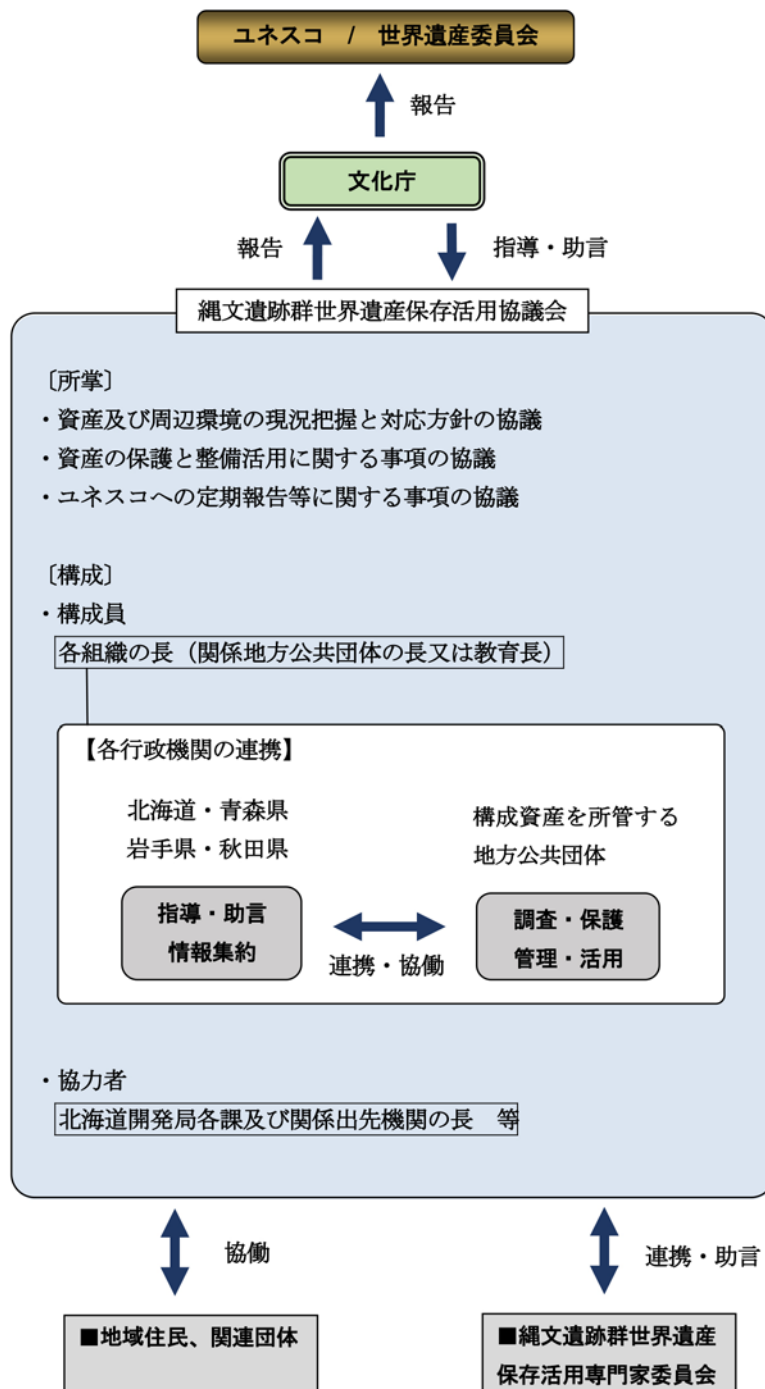 ユネスコ　/　世界遺産委員会
報告
文化庁
報告
指導・助言
縄文遺跡群世界遺産保存活用協議会
〔所掌〕
・資産及び周辺環境の現況把握と対応方針の協議
・資産の保護と整備活用に関する事項の協議
・ユネスコへの定期報告等に関する事項の協議
〔構成〕
・構成員
各組織の長（関係地方公共団体の長又は教育長）
【各行政機関の連携】
北海道・青森県
岩手県・秋田県
指導・助言
情報集約
連携・協働
構成資産を所管する
地方公共団体
調査・保護
管理・活用
・協力者
北海道開発局各課及び関係出先機関の長　等
協働
連携・助言
■地域住民、関連団体
■縄文遺跡群世界遺産
保存活用専門家委員会